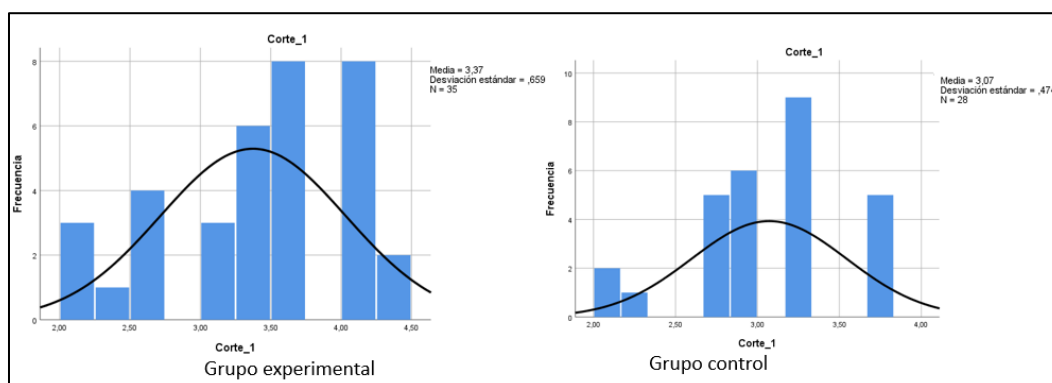 Corte_1
Media = 3,37
Desviación estándar = ,659
N = 35
8
6
4
2
0
Frecuencia
2,00 2,50 3,00 3,50 4,00 4,50
Corte_1
Grupo experimental
Corte_1
Media = 3,07
Desviación estándar = ,474
N = 28
10
8
6
4
2
0
Frecuencia
2,00 2,50 3,00 3,50 4,00
Corte_1
Grupo control